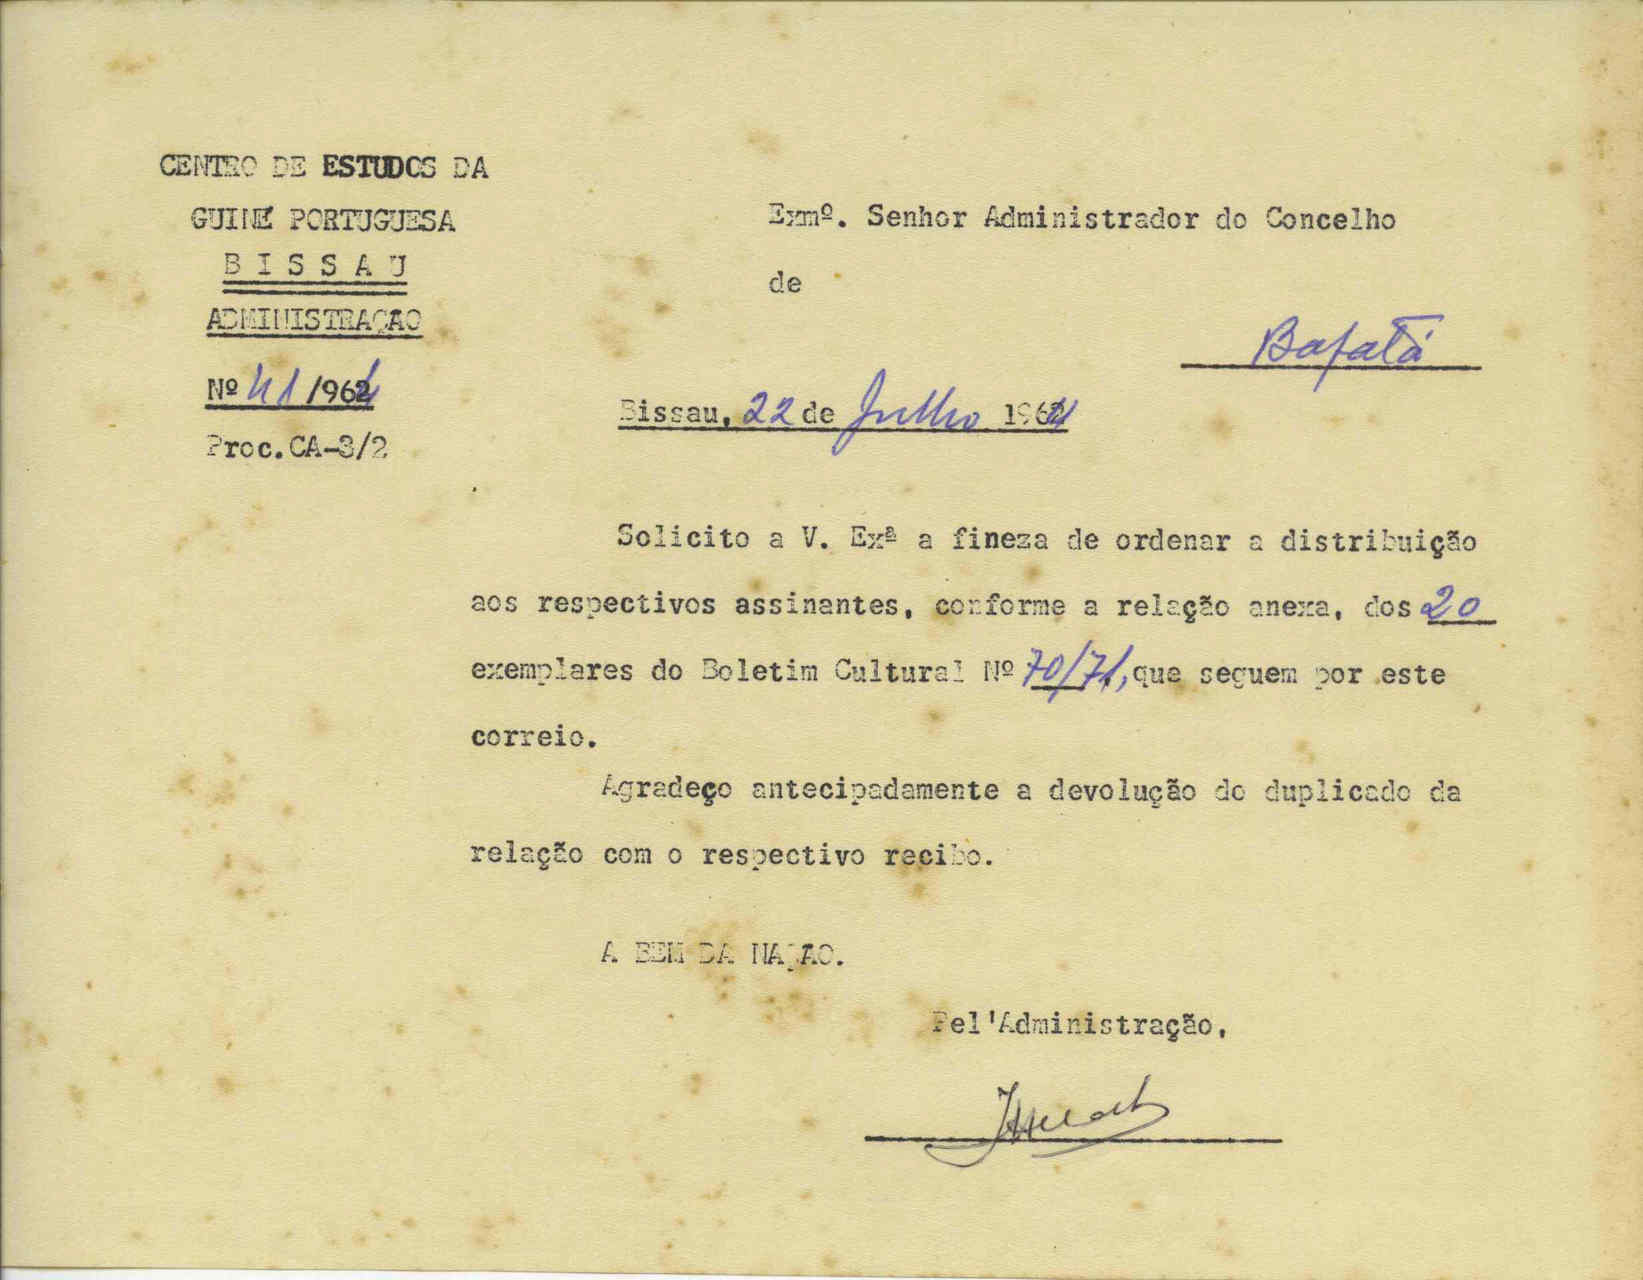 CENTRO DE ESTUDOS DA
GUINÉ PORTUGUESA
BISSAU
ADMINISTRAÇAO
Nº 41/1964
Proc.CA-3/2
Exmº. Senhor Administrador do Concelho
de
Bafatá
Bissau, 22 de Julho 1964
Solicito a V. Exª a fineza de ordenar a distribuição
aos respectivos assinantes, conforme a relação anexa, dos 20
exemplares do Boletim Cultural Nº 70/71, que seguem por este
correio.
Agradeço antecipadamente a devolução do duplicado da
relação com o respectivo recibo.
A BEM DA NAÇAO.
Pel'Administração,